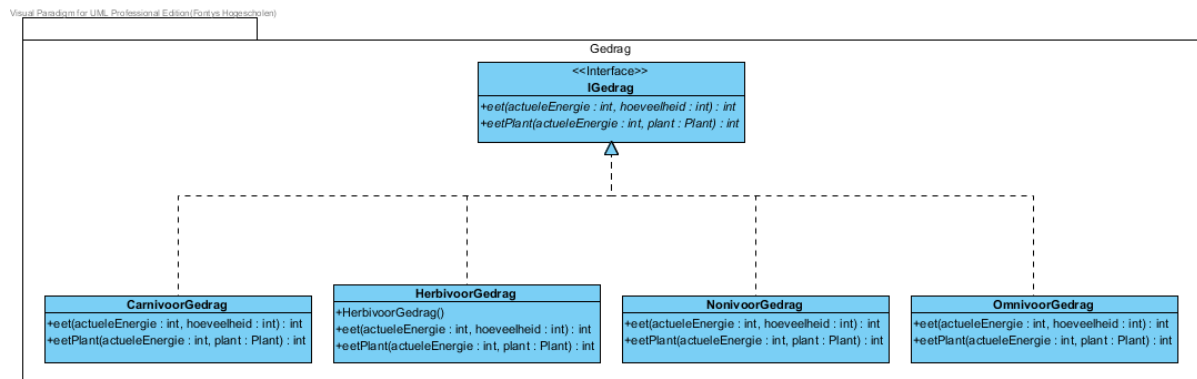 Visual Paradigm for UML Professional Edition(Fontys Hogescholen)
Gedrag
<<Interface>>
IGedrag
+eet(actueleEnergie : int, hoeveelheid : int) : int
+eetPlant(actueleEnergie : int, plant : Plant) : int
CarnivoorGedrag
+eet(actueleEnergie : int, hoeveelheid : int) : int
+eetPlant(actueleEnergie : int, plant : Plant) : int
HerbivoorGedrag
+HerbivoorGedrag()
+eet(actueleEnergie : int, hoeveelheid : int) : int
+eetPlant(actueleEnergie : int, plant : Plant) : int
NonivoorGedrag
+eet(actueleEnergie : int, hoeveelheid : int) : int
+eetPlant(actueleEnergie : int, plant : Plant) : int
OmnivoorGedrag
+eet(actueleEnergie : int, hoeveelheid : int) : int
+eetPlant(actueleEnergie : int, plant : Plant) : int